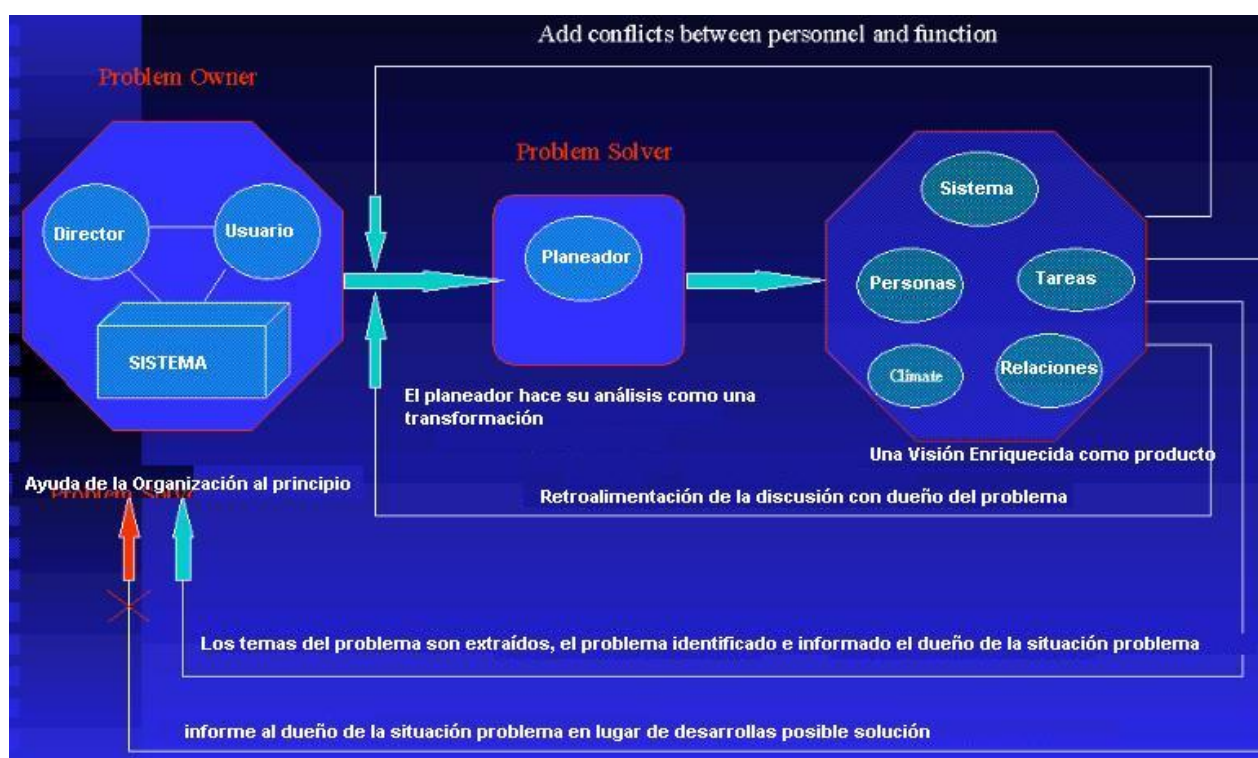 Add conflicts between personnel and function
Problem Owner
Problem Solver
Director
Usuario
SISTEMA
Planeador
Sistema
Personas
Tareas
Climate
Relaciones
El planeador hace su análisis como una
transformación
Una Visión Enriquecida como producto
Ayuda de la Organización al principio
Problem Solv
Retroalimentación de la discusión con dueño del problema
Los temas del problema son extraídos, el problema identificado e informado el dueño de la situación problema
informe al dueño de la situación problema en lugar de desarrollas posible solución